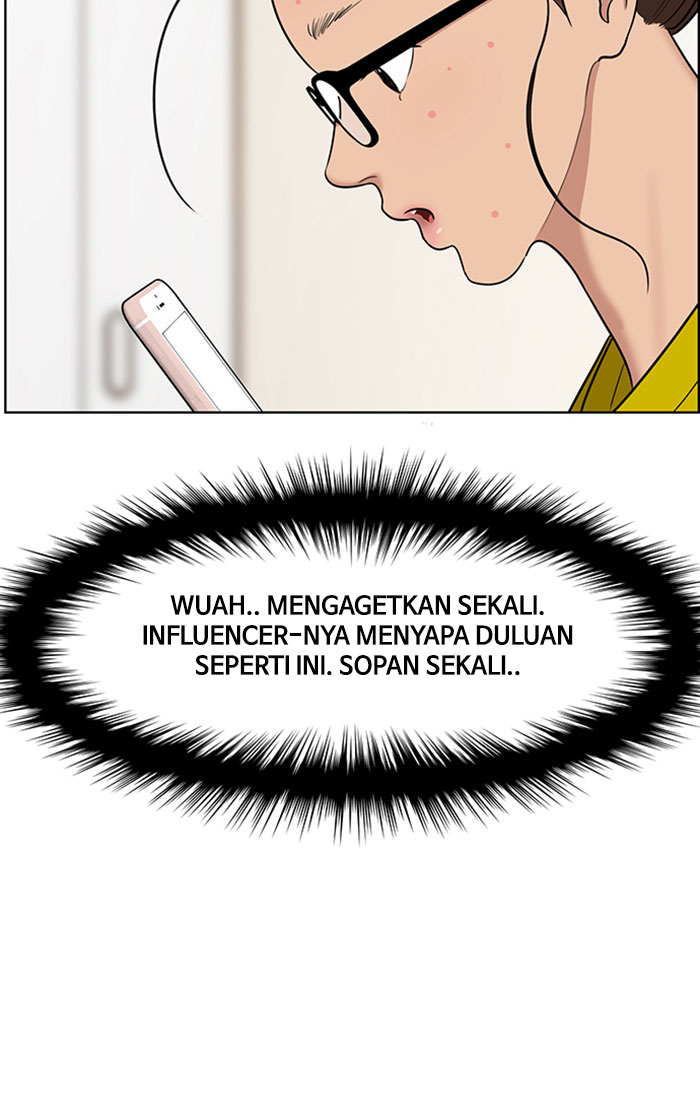 WUAH.. MENGAGETKAN SEKALI.
INFLUENCER-NYA MENYAPA DULUAN
SEPERTI INI. SOPAN SEKALI..